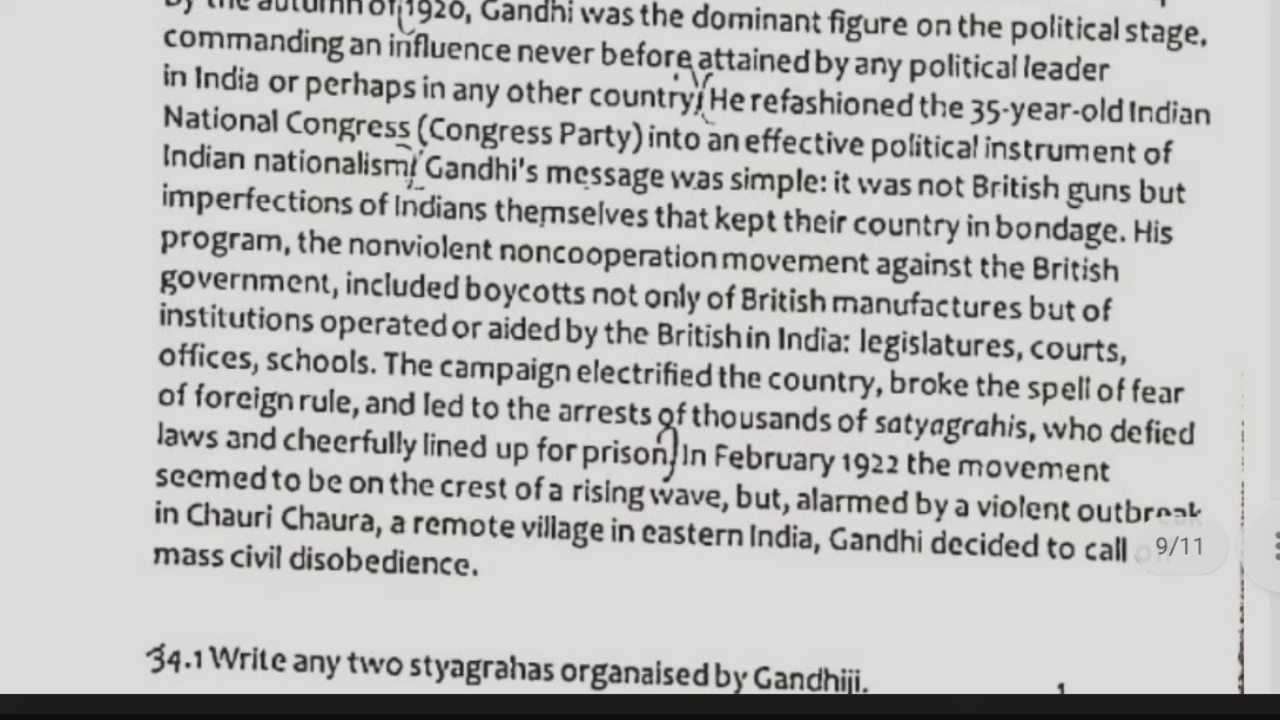 By the autumn of 1920, Gandhi was the dominant figure on the political stage,
commanding an influence never before attained by any political leader
in India or perhaps in any other country. He refashioned the 35-year-old Indian
National Congress (Congress Party) into an effective political instrument of
Indian nationalism. Gandhi's message was simple: it was not British guns but
imperfections of Indians themselves that kept their country in bondage. His
program, the nonviolent noncooperation movement against the British
government, included boycotts not only of British manufactures but of
institutions operated or aided by the British in India: legislatures, courts,
offices, schools. The campaign electrified the country, broke the spell of fear
of foreign rule, and led to the arrests of thousands of satyagrahis, who defied
laws and cheerfully lined up for prison. In February 1922 the movement
seemed to be on the crest of a rising wave, but, alarmed by a violent outbreak
in Chauri Chaura, a remote village in eastern India, Gandhi decided to call
9/11
mass civil disobedience.
34.1 Write any two styagrahas organaised by Gandhiji. 1